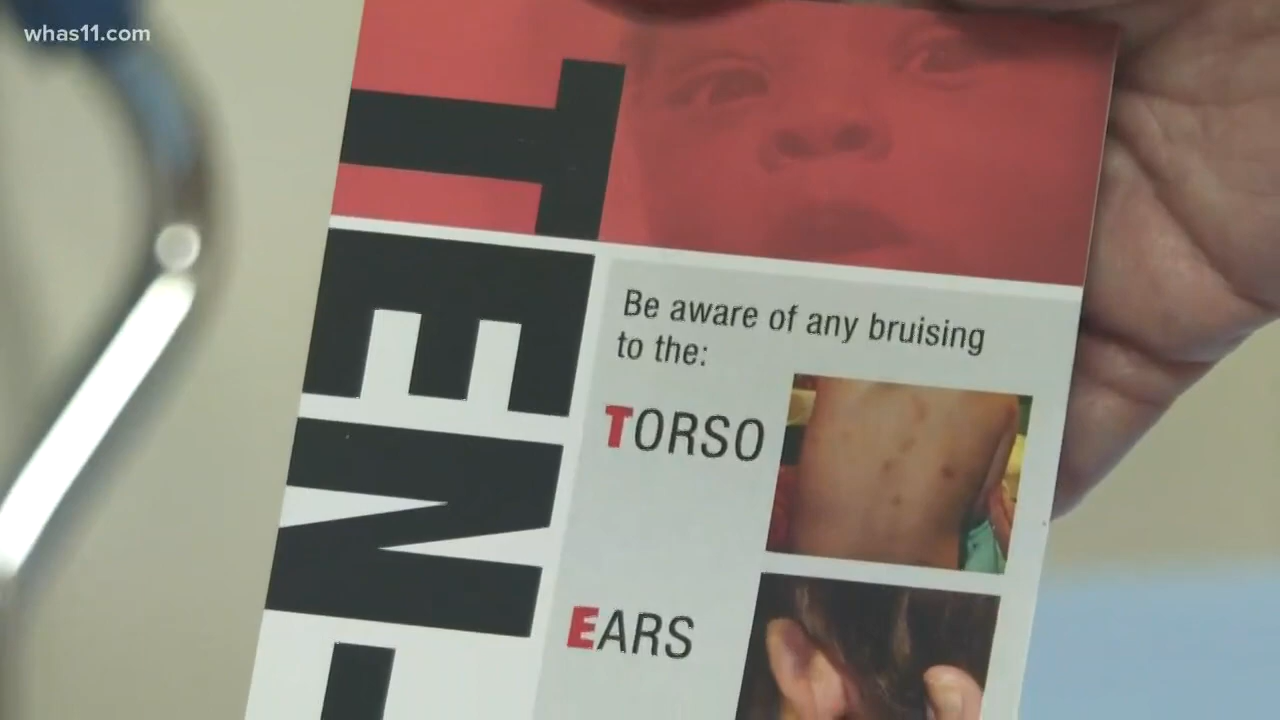 whas11.com
TEN
Be aware of any bruising
to the:
TORSO
EARS